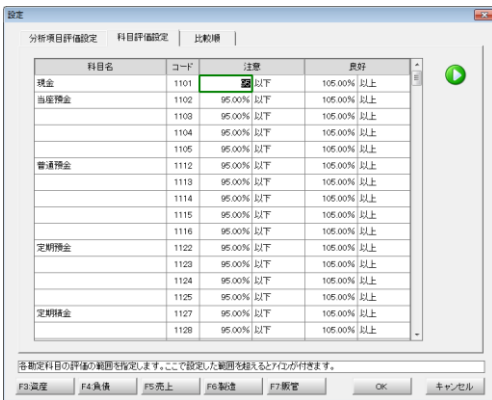 設定
分析項目評価設定 科目評価設定 比較順
科目名 コード 注意 良好
現金 1101 95 以下 105.00% 以上
当座預金 1102 95.00% 以下 105.00% 以上
1103 95.00% 以下 105.00% 以上
1104 95.00% 以下 105.00% 以上
1105 95.00% 以下 105.00% 以上
普通預金 1112 95.00% 以下 105.00% 以上
1113 95.00% 以下 105.00% 以上
1114 95.00% 以下 105.00% 以上
1115 95.00% 以下 105.00% 以上
1116 95.00% 以下 105.00% 以上
定期預金 1122 95.00% 以下 105.00% 以上
1123 95.00% 以下 105.00% 以上
1124 95.00% 以下 105.00% 以上
1125 95.00% 以下 105.00% 以上
定期積金 1127 95.00% 以下 105.00% 以上
1128 95.00% 以下 105.00% 以上
各勘定科目の評価の範囲を指定します。ここで設定した範囲を超えるとアイコンが付きます。
F3:資産 F4:負債 F5:売上 F6:製造 F7:販管 OK キャンセル